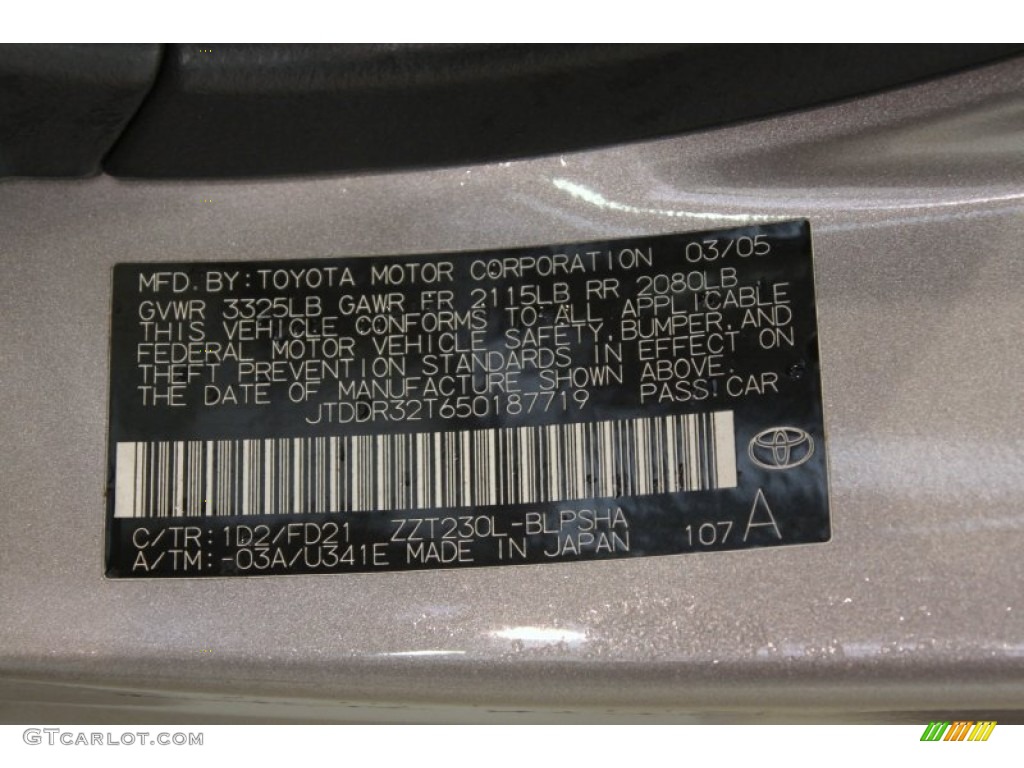 MFD. BY: TOYOTA MOTOR CORPORATION 03/05
GVWR 3325LB GAWR FR 2115LB RR 2080LB
THIS VEHICLE CONFORMS TO ALL APPLICABLE
FEDERAL MOTOR VEHICLE SAFETY, BUMPER, AND
THEFT PREVENTION STANDARDS IN EFFECT ON
THE DATE OF MANUFACTURE SHOWN ABOVE.
JTDDR32T650187719 PASS. CAR
C/TR: 1D2/FD21 ZZT230L-BLPSHA
A/TM: -03A/U341E MADE IN JAPAN 107 A
GTCarlot.com